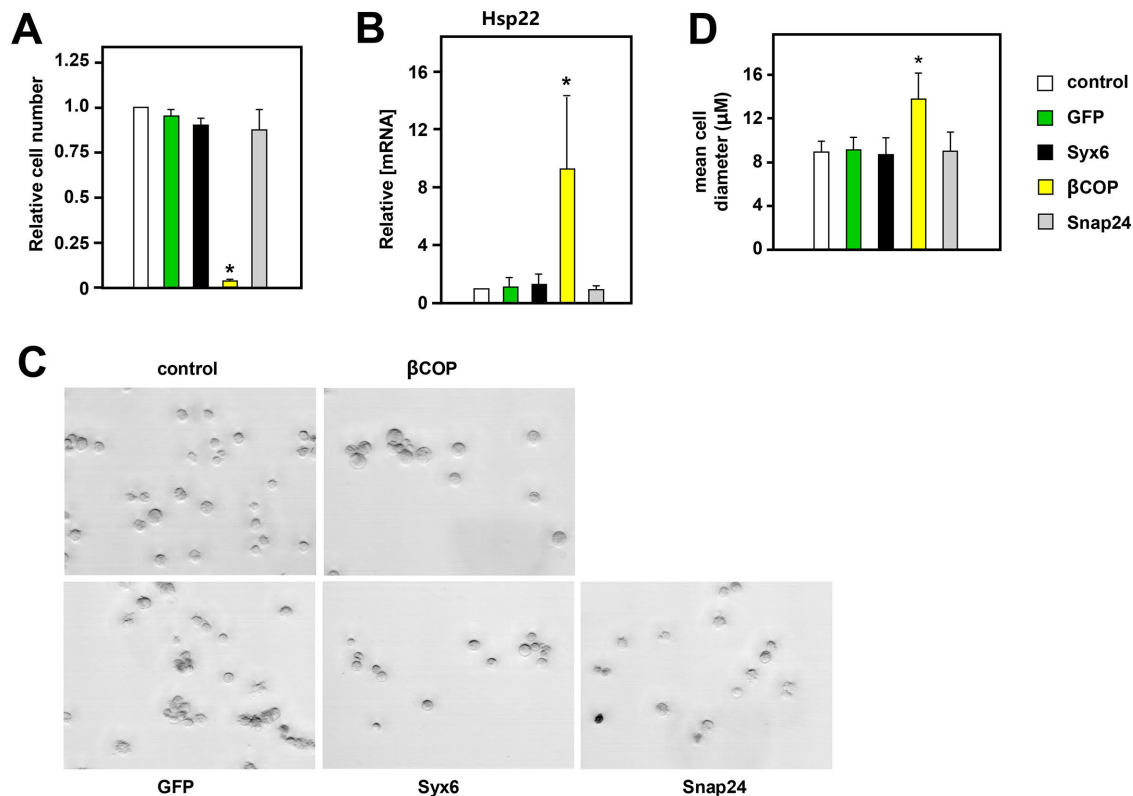 A
Relative cell number
1.25
1.0
0.75
0.5
0.25
0
*
B
Hsp22
Relative [mRNA]
16
12
8
4
0
*
D
mean cell
diameter (µM)
16
12
8
4
0
*
control
GFP
Syx6
βCOP
Snap24
C
control
βCOP
GFP
Syx6
Snap24